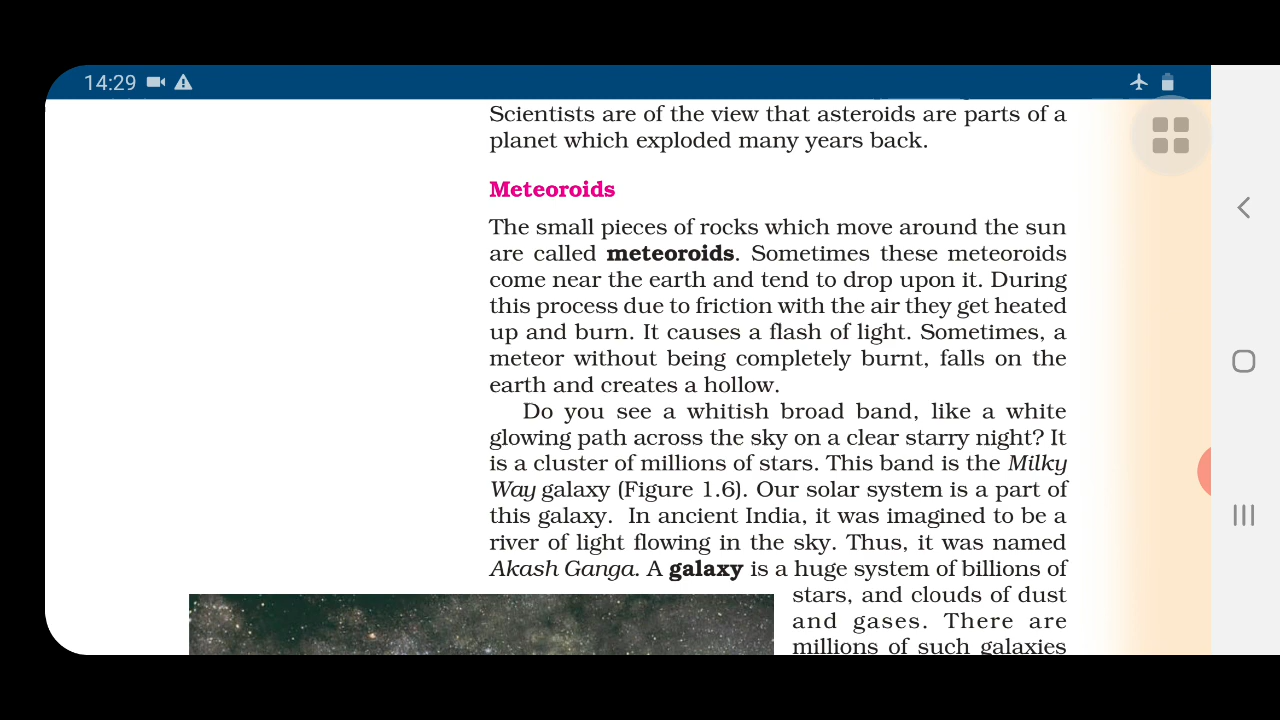 14:29
Scientists are of the view that asteroids are parts of a
planet which exploded many years back.
Meteoroids
The small pieces of rocks which move around the sun
are called meteoroids. Sometimes these meteoroids
come near the earth and tend to drop upon it. During
this process due to friction with the air they get heated
up and burn. It causes a flash of light. Sometimes, a
meteor without being completely burnt, falls on the
earth and creates a hollow.
Do you see a whitish broad band, like a white
glowing path across the sky on a clear starry night? It
is a cluster of millions of stars. This band is the Milky
Way galaxy (Figure 1.6). Our solar system is a part of
this galaxy. In ancient India, it was imagined to be a
river of light flowing in the sky. Thus, it was named
Akash Ganga. A galaxy is a huge system of billions of
stars, and clouds of dust
and gases. There are
millions of such galaxies